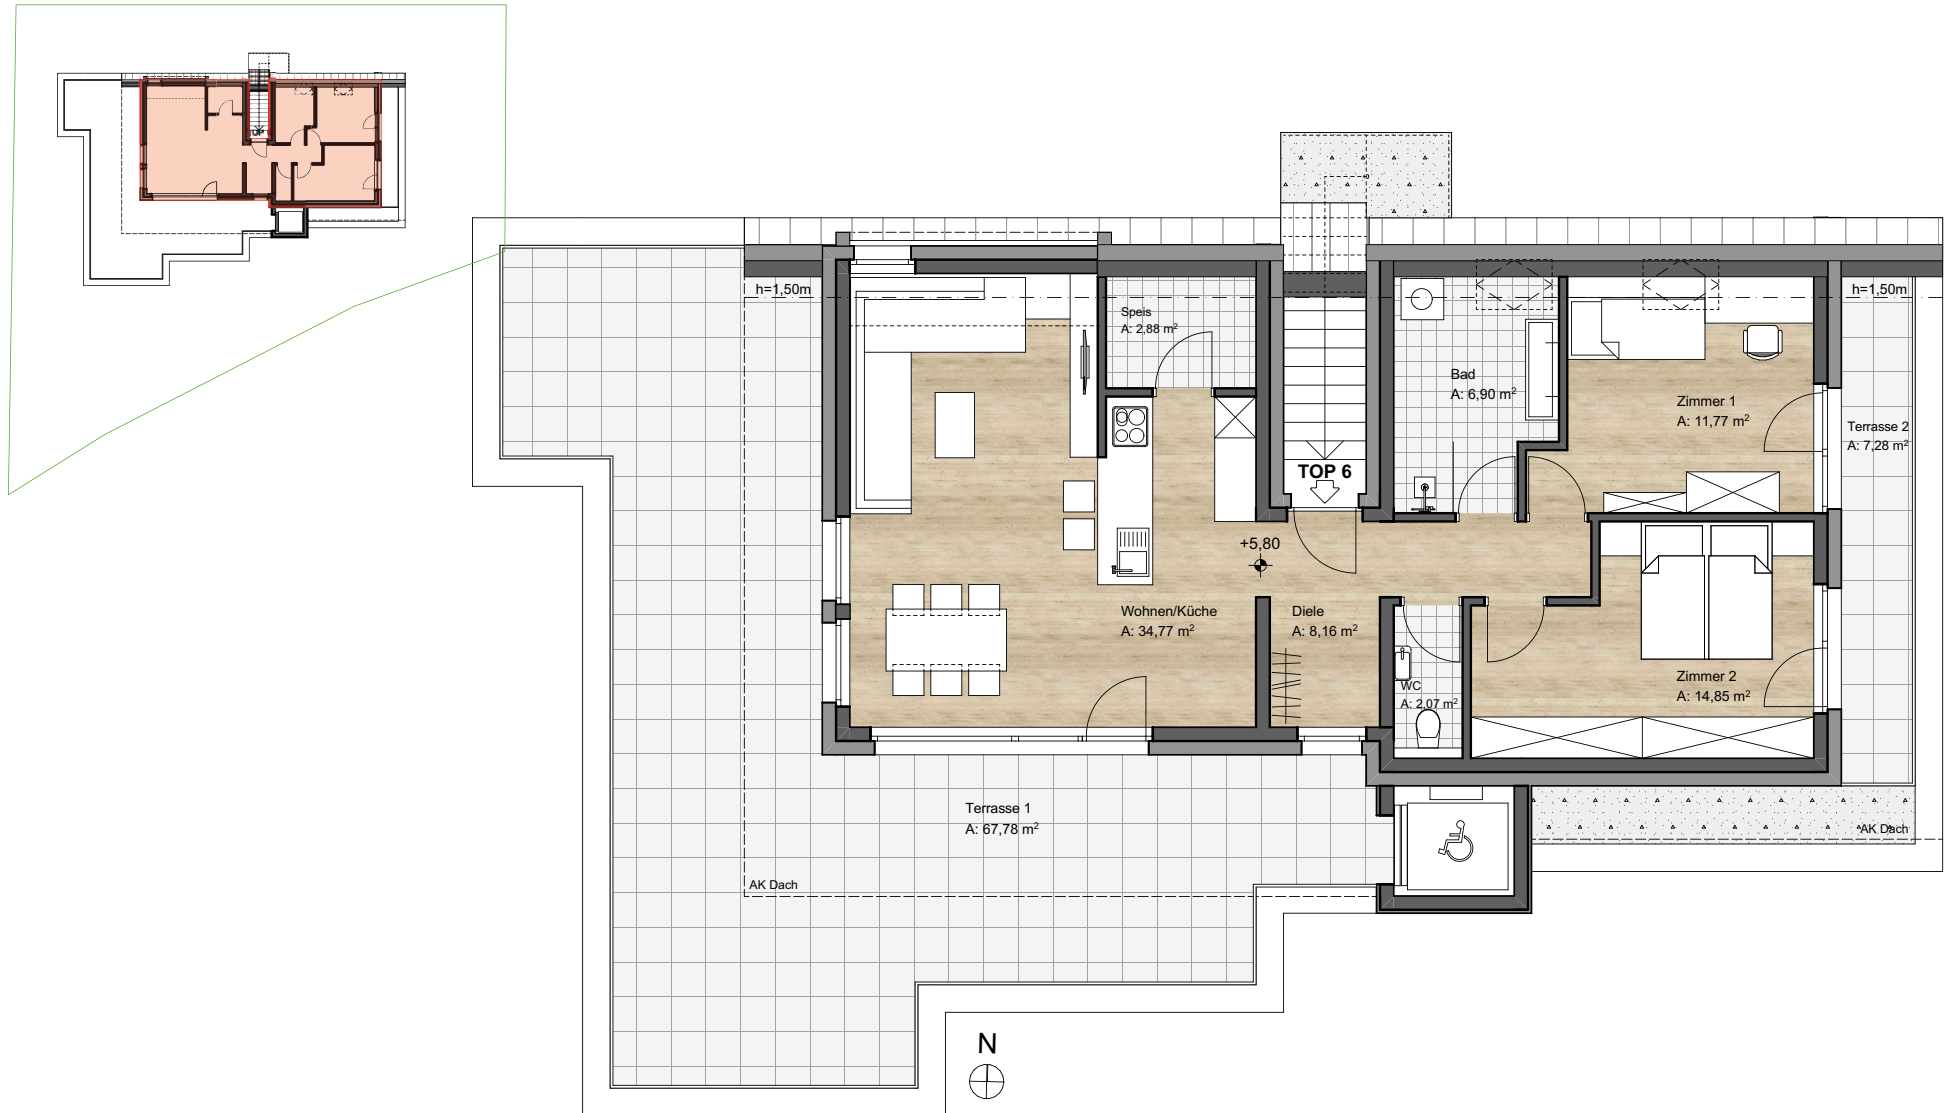 UP
h=1,50m
h=1,50m
Speis
A: 2,88 m²
Bad
A: 6,90 m²
Zimmer 1
A: 11,77 m²
Terrasse 2
A: 7,28 m²
TOP 6
+5,80
Wohnen/Küche
A: 34,77 m²
Diele
A: 8,16 m²
WC
A: 2,07 m²
Zimmer 2
A: 14,85 m²
Terrasse 1
A: 67,78 m²
AK Dach
AK Dach
N